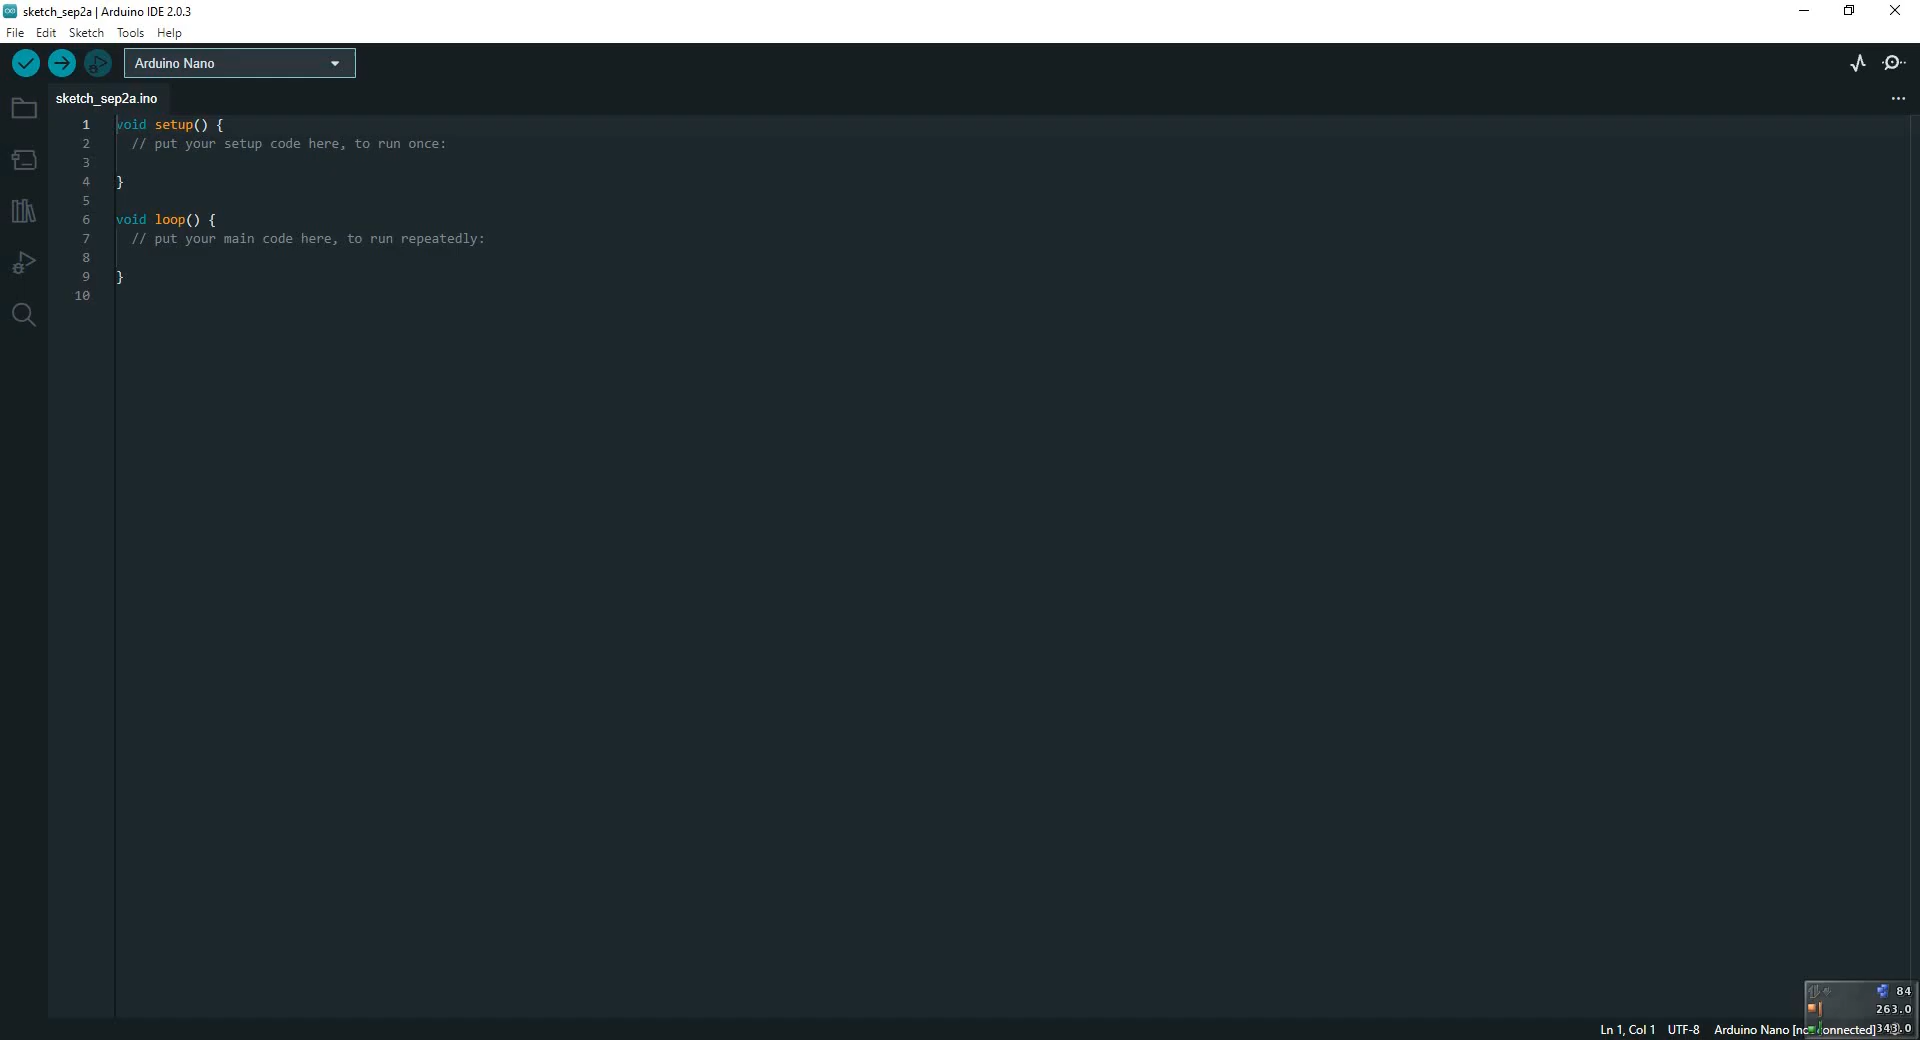 sketch_sep2a | Arduino IDE 2.0.3
File Edit Sketch Tools Help
Arduino Nano
sketch_sep2a.ino
1 void setup() {
2 // put your setup code here, to run once:
3
4 }
5
6 void loop() {
7 // put your main code here, to run repeatedly:
8
9 }
10
84
263.0
343.0
Ln 1, Col 1 UTF-8 Arduino Nano